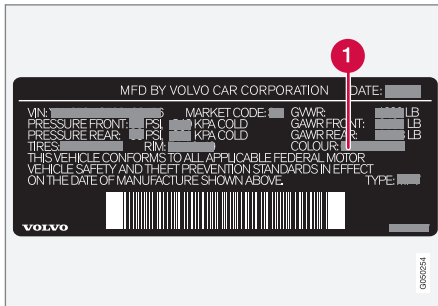 1
MFD BY VOLVO CAR CORPORATION DATE:
VIN: MARKET CODE: GVWR: LB
PRESSURE FRONT: PSI, KPA COLD GAWR FRONT: LB
PRESSURE REAR: PSI, KPA COLD GAWR REAR: LB
TIRES: RIM: COLOUR:
THIS VEHICLE CONFORMS TO ALL APPLICABLE FEDERAL MOTOR
VEHICLE SAFETY AND THEFT PREVENTION STANDARDS IN EFFECT
ON THE DATE OF MANUFACTURE SHOWN ABOVE. TYPE:
VOLVO
G050254